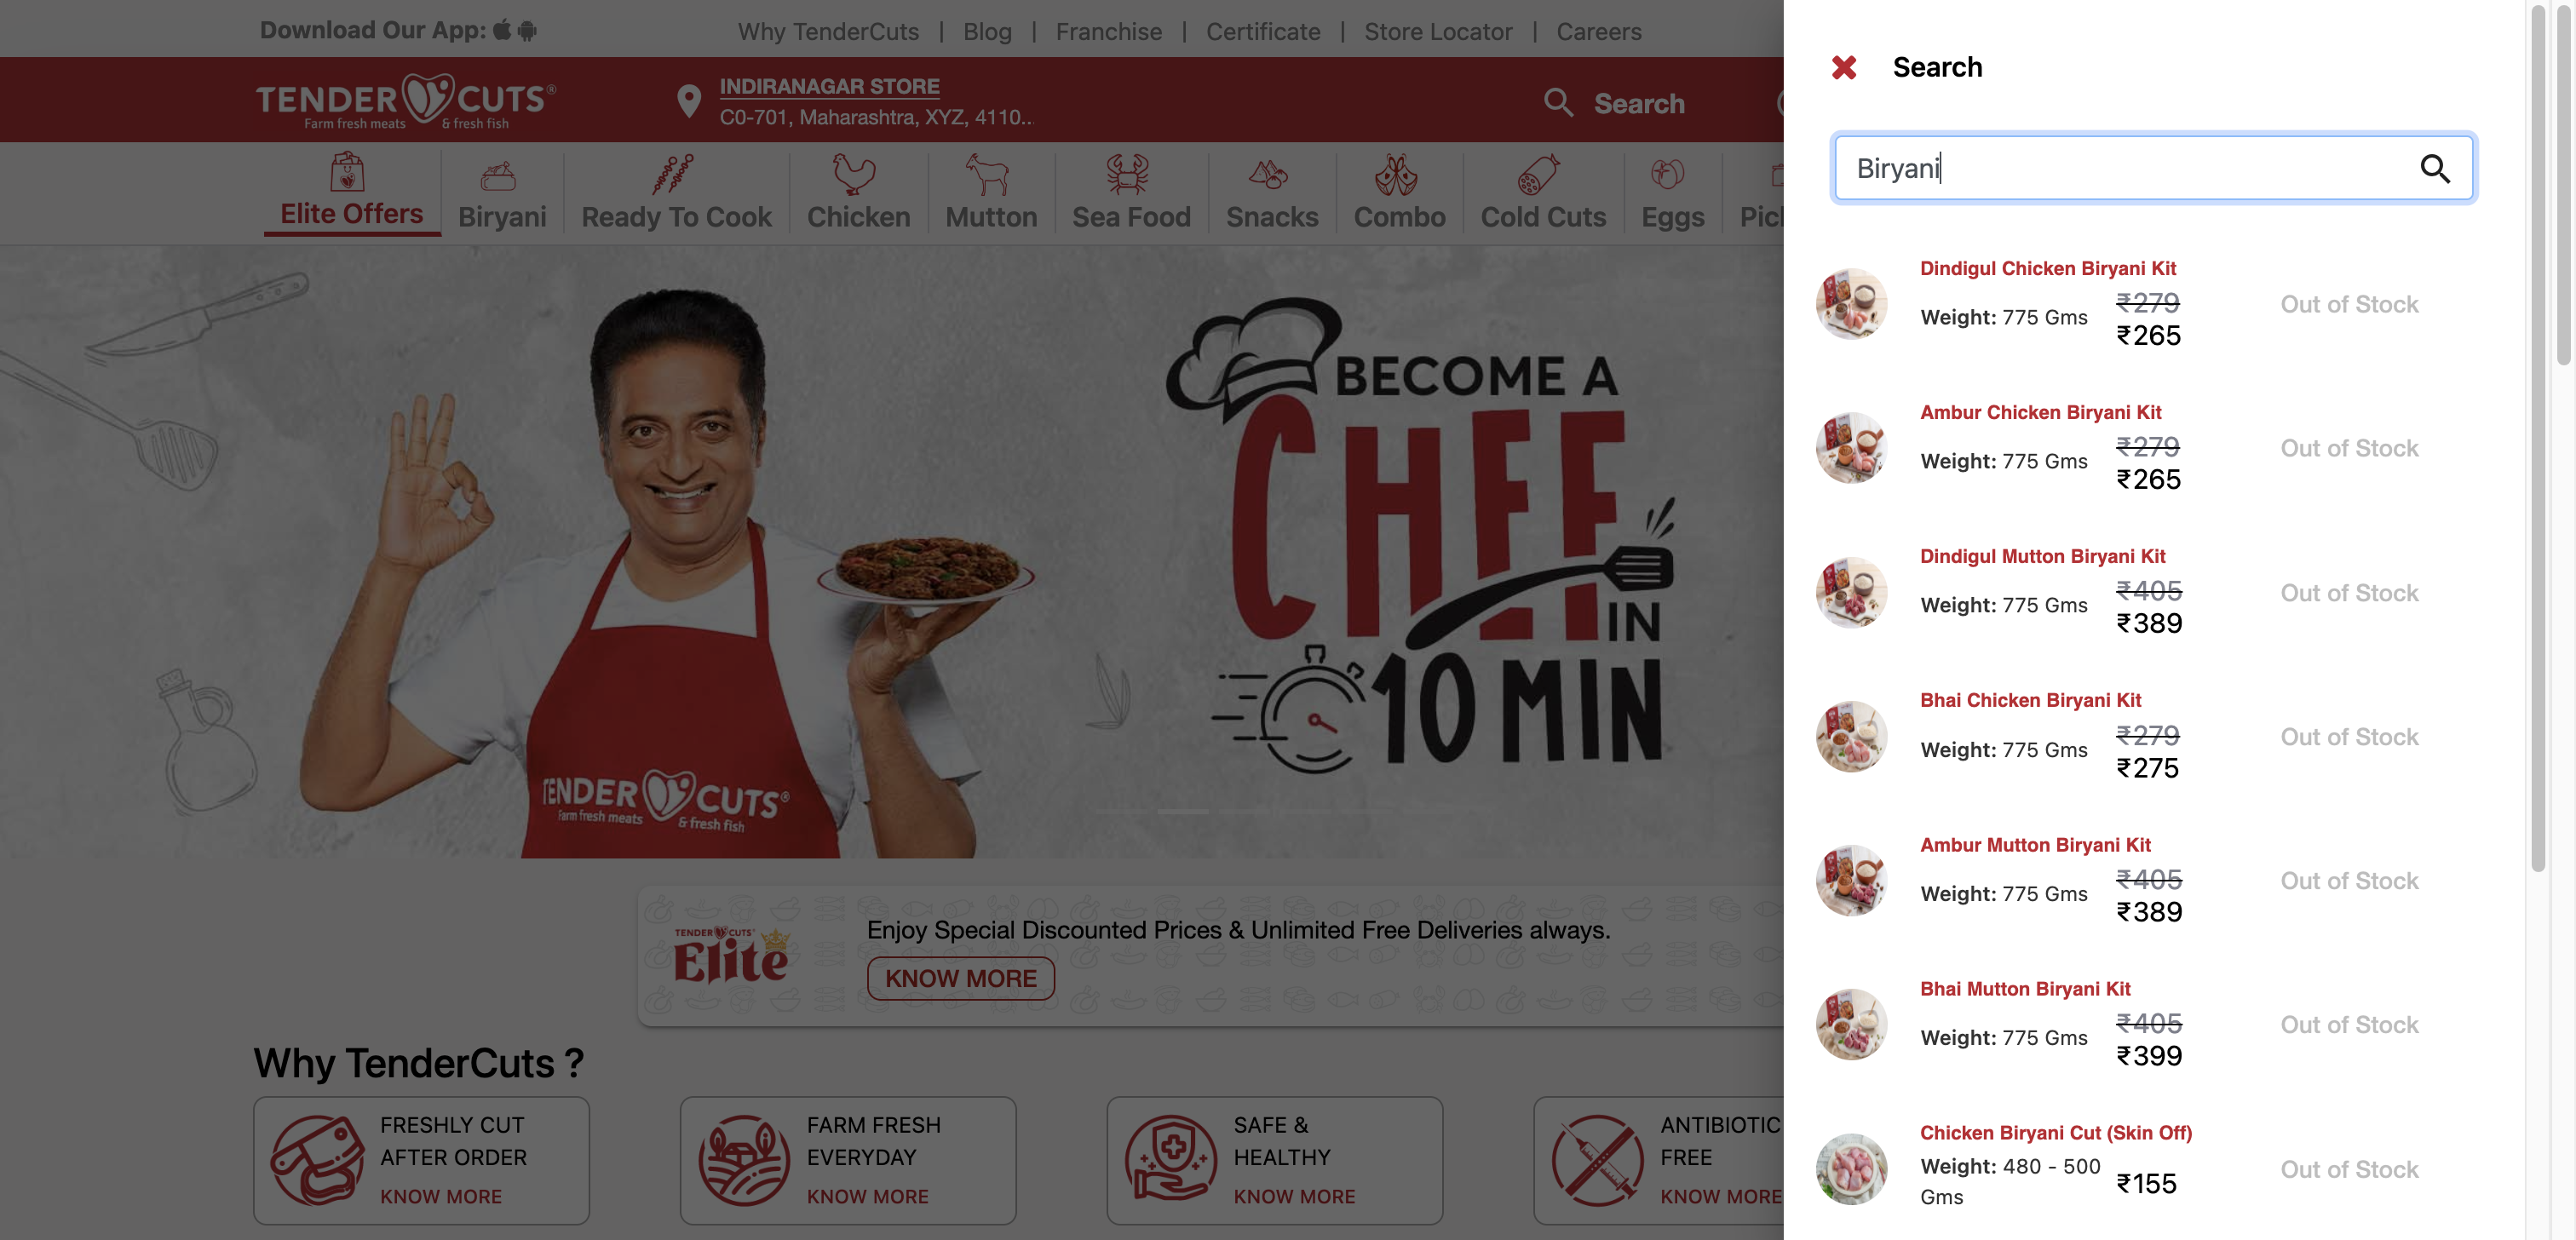 Download Our App:
Why TenderCuts | Blog | Franchise | Certificate | Store Locator | Careers
TENDER CUTS®
Farm fresh meats & fresh fish
INDIRANAGAR STORE
C0-701, Maharashtra, XYZ, 4110...
Search
Elite Offers
Biryani
Ready To Cook
Chicken
Mutton
Sea Food
Snacks
Combo
Cold Cuts
Eggs
BECOME A
CHEF
IN
10 MIN
TENDER CUTS®
Farm fresh meats & fresh fish
TENDER CUTS
Elite
Enjoy Special Discounted Prices & Unlimited Free Deliveries always.
KNOW MORE
Why TenderCuts ?
FRESHLY CUT
AFTER ORDER
KNOW MORE
FARM FRESH
EVERYDAY
KNOW MORE
SAFE &
HEALTHY
KNOW MORE
ANTIBIOTIC
FREE
KNOW MORE
Search
Biryani
Dindigul Chicken Biryani Kit
Weight: 775 Gms
₹279
₹265
Out of Stock
Ambur Chicken Biryani Kit
Weight: 775 Gms
₹279
₹265
Out of Stock
Dindigul Mutton Biryani Kit
Weight: 775 Gms
₹405
₹389
Out of Stock
Bhai Chicken Biryani Kit
Weight: 775 Gms
₹279
₹275
Out of Stock
Ambur Mutton Biryani Kit
Weight: 775 Gms
₹405
₹389
Out of Stock
Bhai Mutton Biryani Kit
Weight: 775 Gms
₹405
₹399
Out of Stock
Chicken Biryani Cut (Skin Off)
Weight: 480 - 500
Gms
₹155
Out of Stock